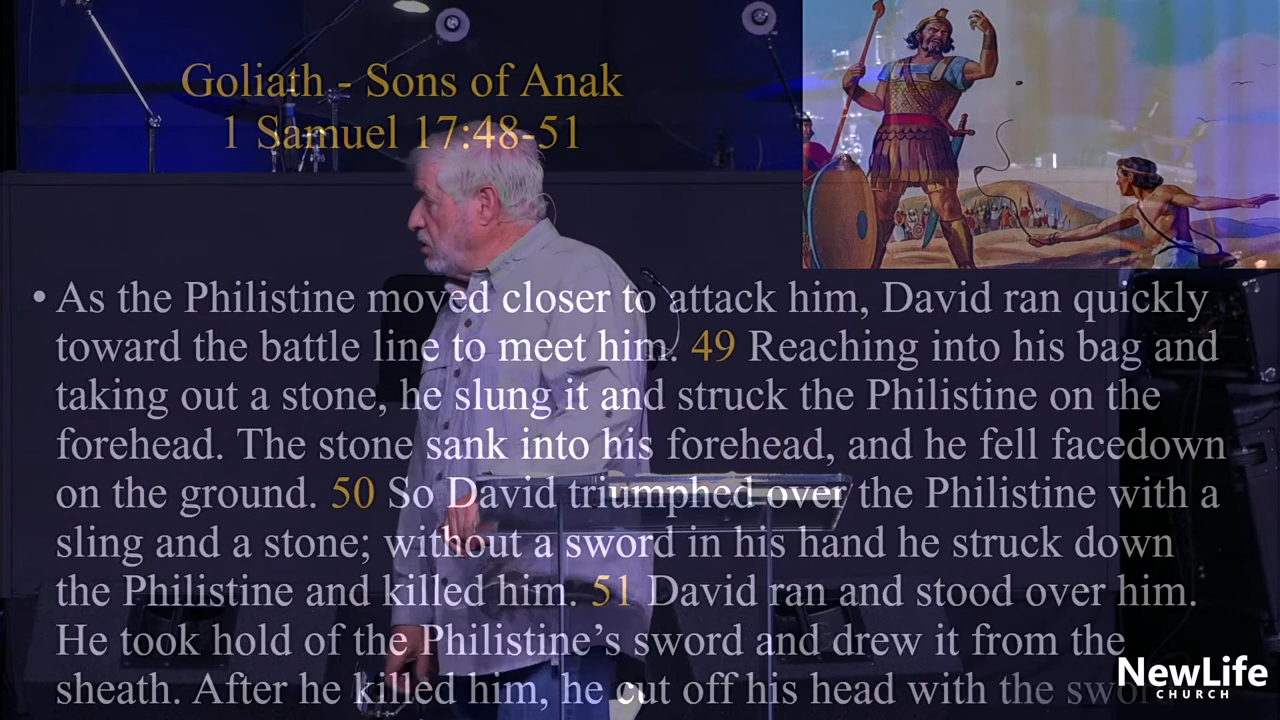 Goliath - Sons of Anak
1 Samuel 17:48-51
• As the Philistine moved closer to attack him, David ran quickly
toward the battle line to meet him. 49 Reaching into his bag and
taking out a stone, he slung it and struck the Philistine on the
forehead. The stone sank into his forehead, and he fell facedown
on the ground. 50 So David triumphed over the Philistine with a
sling and a stone; without a sword in his hand he struck down
the Philistine and killed him. 51 David ran and stood over him.
He took hold of the Philistine’s sword and drew it from the
sheath. After he killed him, he cut off his head with the
NewLife
CHURCH